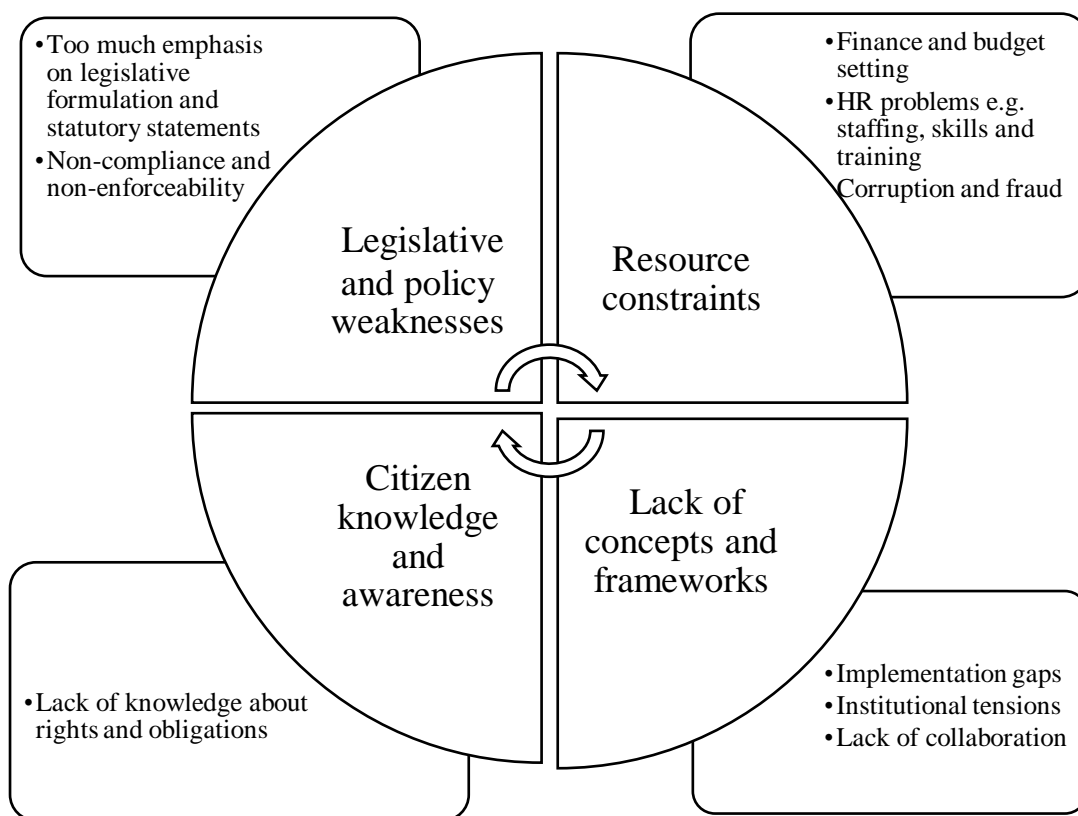 •Too much emphasis
on legislative
formulation and
statutory statements
•Non-compliance and
non-enforceability
•Finance and budget
setting
•HR problems e.g.
staffing, skills and
training
Corruption and fraud
Legislative
and policy
weaknesses
Resource
constraints
Citizen
knowledge
and
awareness
Lack of
concepts and
frameworks
•Lack of knowledge about
rights and obligations
•Implementation gaps
•Institutional tensions
•Lack of collaboration